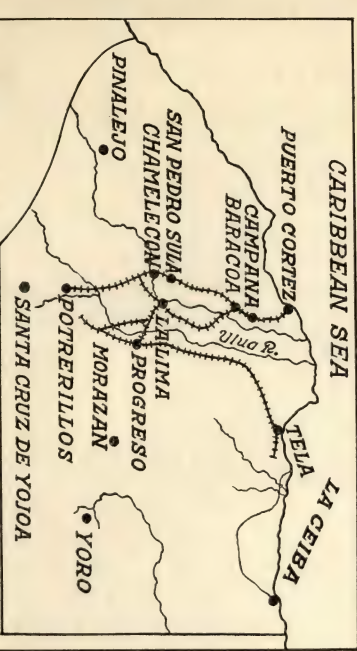 CARIBBEAN SEA
PUERTO CORTEZ
CAMPANA
BARACOA
SAN PEDRO SULA
CHAMELECON
PINALEJO
Ulua R.
TELA
LA CEIBA
LA LIMA
PROGRESO
MORAZAN
POTRERILLOS
SANTA CRUZ DE YOJOA
YORO